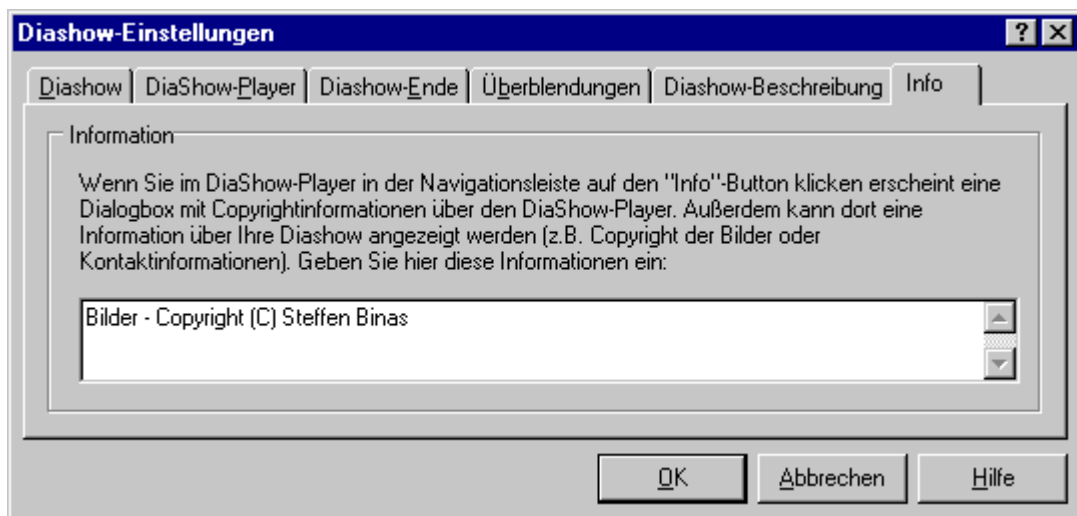 Diashow-Einstellungen
Diashow DiaShow-Player Diashow-Ende Überblendungen Diashow-Beschreibung Info
Information
Wenn Sie im DiaShow-Player in der Navigationsleiste auf den "Info"-Button klicken erscheint eine
Dialogbox mit Copyrightinformationen über den DiaShow-Player. Außerdem kann dort eine
Information über Ihre Diashow angezeigt werden (z.B. Copyright der Bilder oder
Kontaktinformationen). Geben Sie hier diese Informationen ein:
Bilder - Copyright (C) Steffen Binas
OK Abbrechen Hilfe